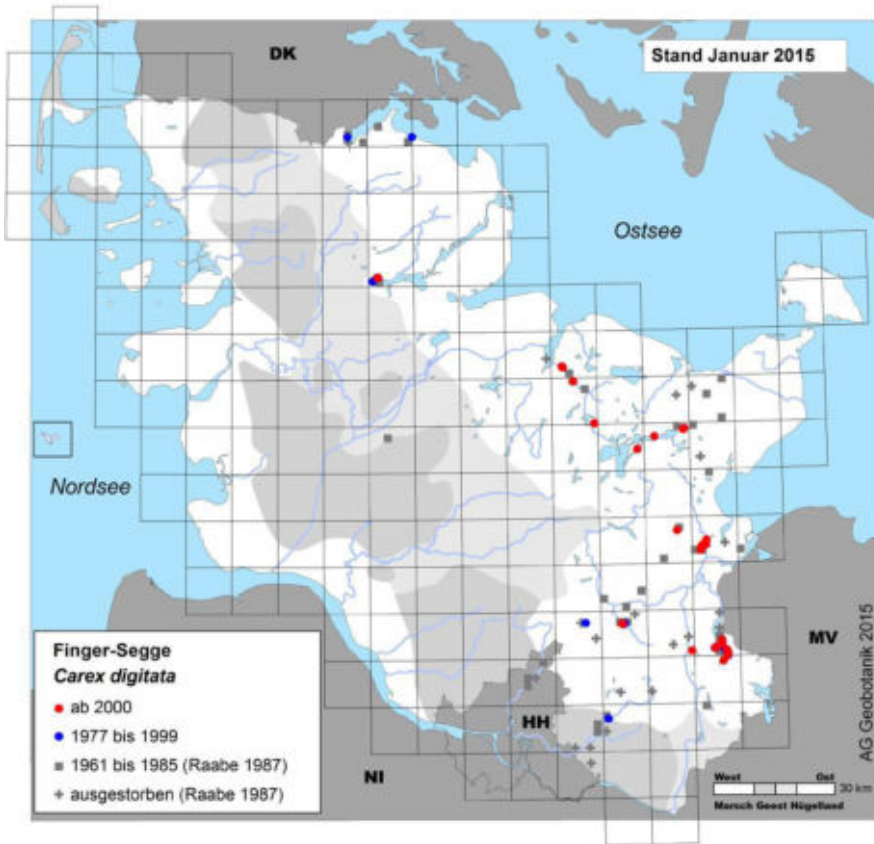 DK
Stand Januar 2015
Ostsee
Nordsee
MV
HH
NI
Finger-Segge
Carex digitata
ab 2000
1977 bis 1999
1961 bis 1985 (Raabe 1987)
ausgestorben (Raabe 1987)
West Ost
30 km
Marsch Geest Hügelland
AG Geobotanik 2015